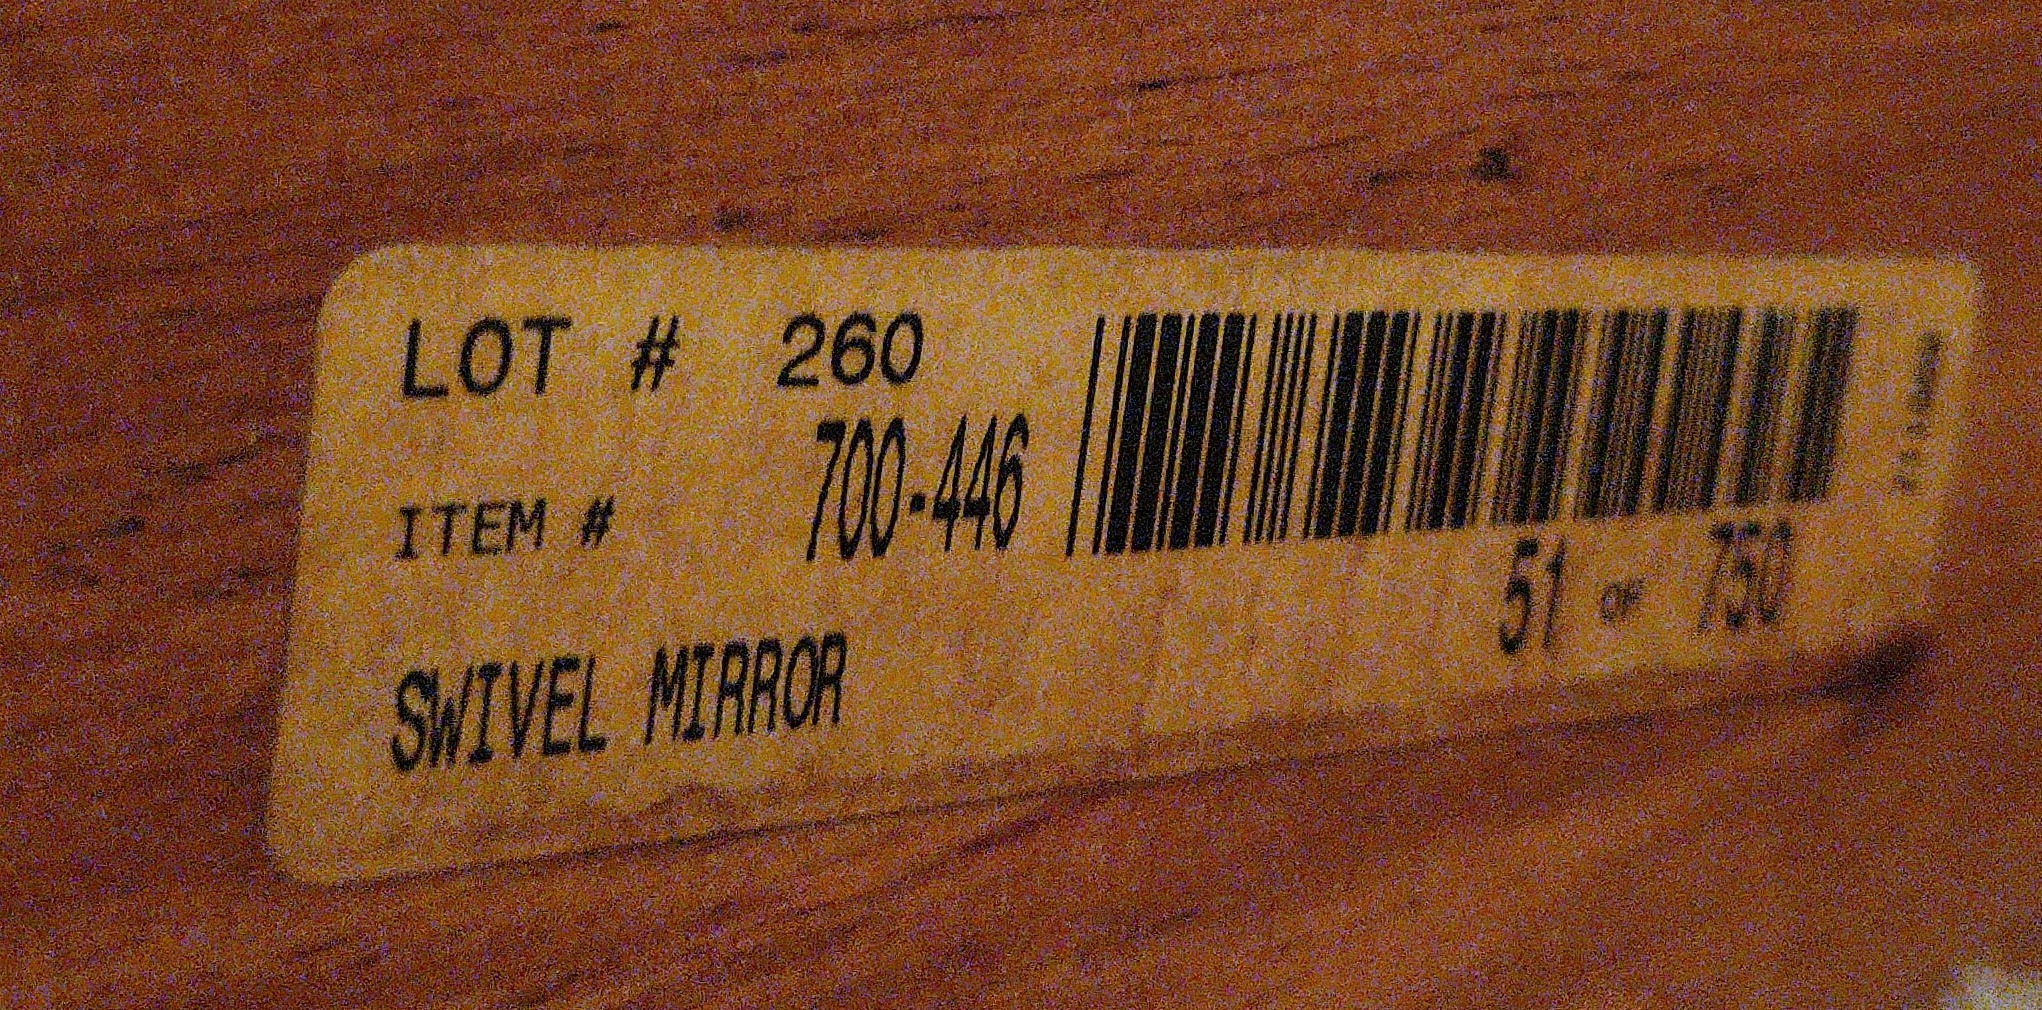 LOT # 260
ITEM # 700-446
51 OF 750
SWIVEL MIRROR